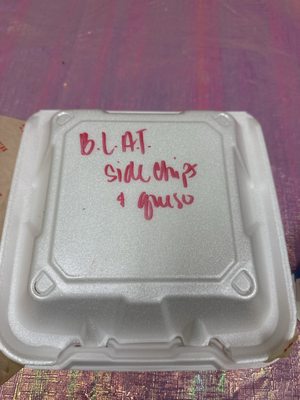 B.L.A.T.
side chips
& queso